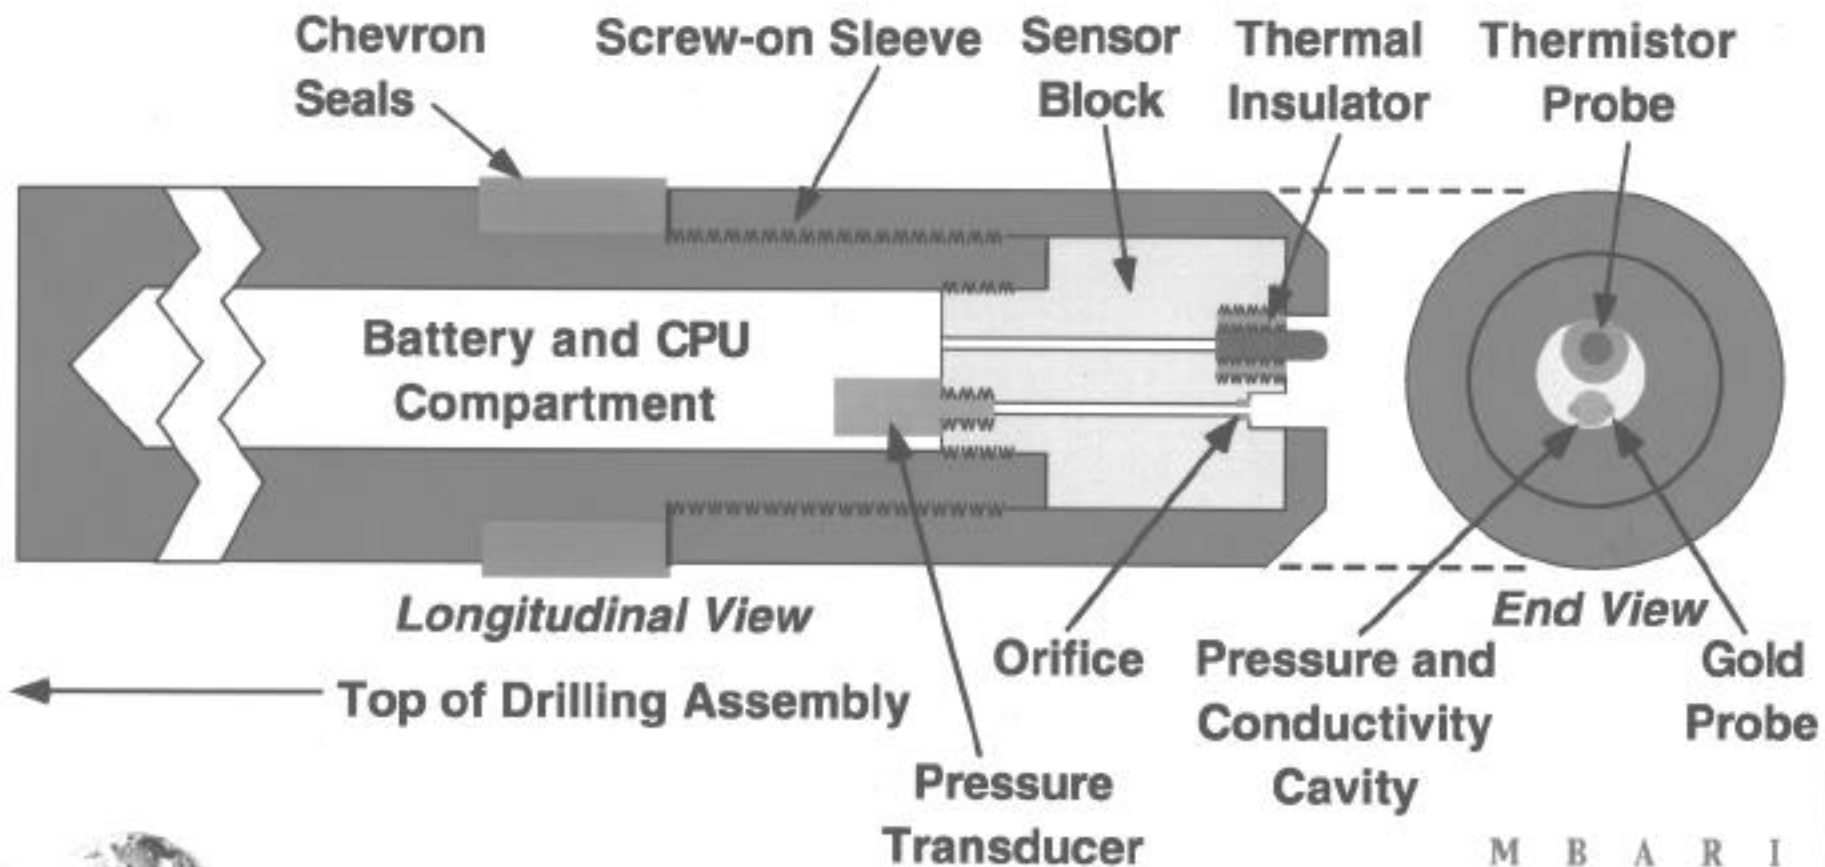 Chevron
Seals
Screw-on Sleeve
Sensor
Block
Thermal
Insulator
Thermistor
Probe
Battery and CPU
Compartment
Longitudinal View
End View
Top of Drilling Assembly
Pressure
Transducer
Orifice
Pressure and
Conductivity
Cavity
Gold
Probe
M B A R I